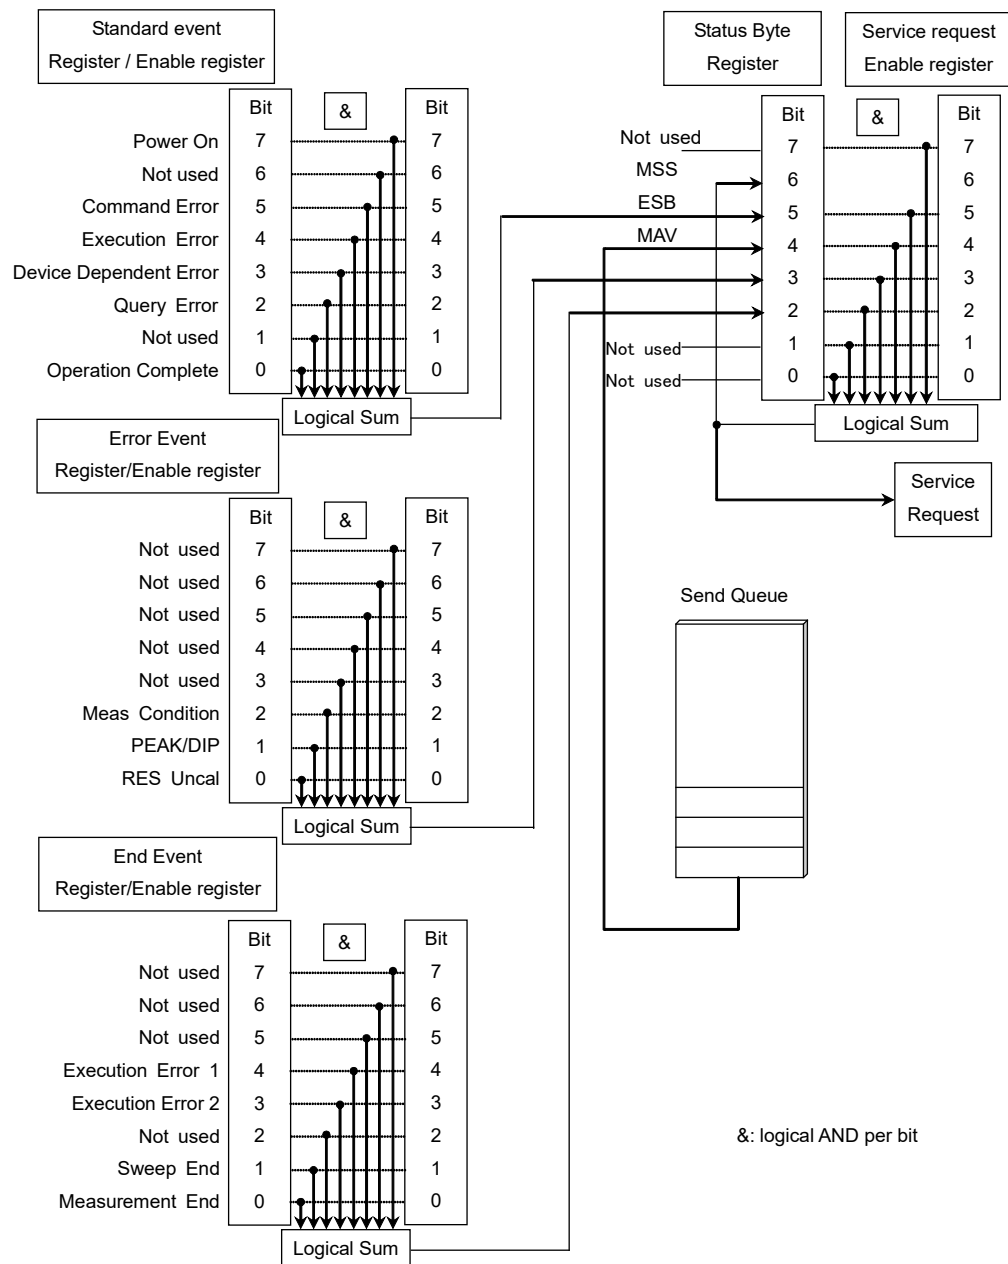 Standard event
Register / Enable register
Bit
&
Bit
Power On 7 7
Not used 6 6
Command Error 5 5
Execution Error 4 4
Device Dependent Error 3 3
Query Error 2 2
Not used 1 1
Operation Complete 0 0
Logical Sum
Error Event
Register/Enable register
Bit
&
Bit
Not used 7 7
Not used 6 6
Not used 5 5
Not used 4 4
Not used 3 3
Meas Condition 2 2
PEAK/DIP 1 1
RES Uncal 0 0
Logical Sum
End Event
Register/Enable register
Bit
&
Bit
Not used 7 7
Not used 6 6
Not used 5 5
Execution Error 1 4 4
Execution Error 2 3 3
Not used 2 2
Sweep End 1 1
Measurement End 0 0
Logical Sum
Status Byte
Register
Service request
Enable register
Bit
&
Bit
Not used 7 7
MSS 6 6
ESB 5 5
MAV 4 4
3 3
2 2
Not used 1 1
Not used 0 0
Logical Sum
Service
Request
Send Queue
&: logical AND per bit